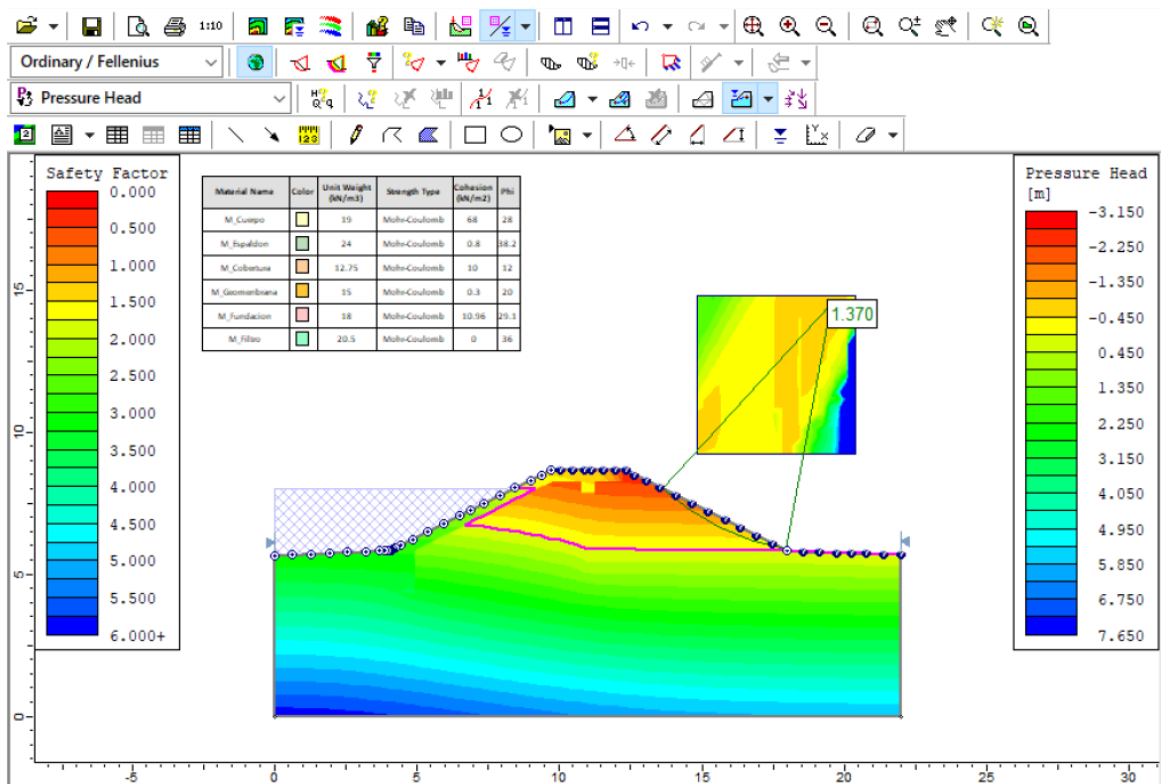 1:10
Ordinary / Fellenius
Pressure Head
Safety Factor
0.000
0.500
1.000
1.500
2.000
2.500
3.000
3.500
4.000
4.500
5.000
5.500
6.000+
Material Name Color Unit Weight (kN/m3) Strength Type Cohesion (kN/m2) Phi
M_Cuerpo 19 Mohr-Coulomb 68 28
M_Espaldon 24 Mohr-Coulomb 0.8 38.2
M_Cobertura 12.75 Mohr-Coulomb 10 12
M_Geomenbrana 15 Mohr-Coulomb 0.3 20
M_Fundacion 18 Mohr-Coulomb 10.96 29.1
M_Filtro 20.5 Mohr-Coulomb 0 36
1.370
Pressure Head
[m]
-3.150
-2.250
-1.350
-0.450
0.450
1.350
2.250
3.150
4.050
4.950
5.850
6.750
7.650
15
10
5
0
-5 0 5 10 15 20 25 30